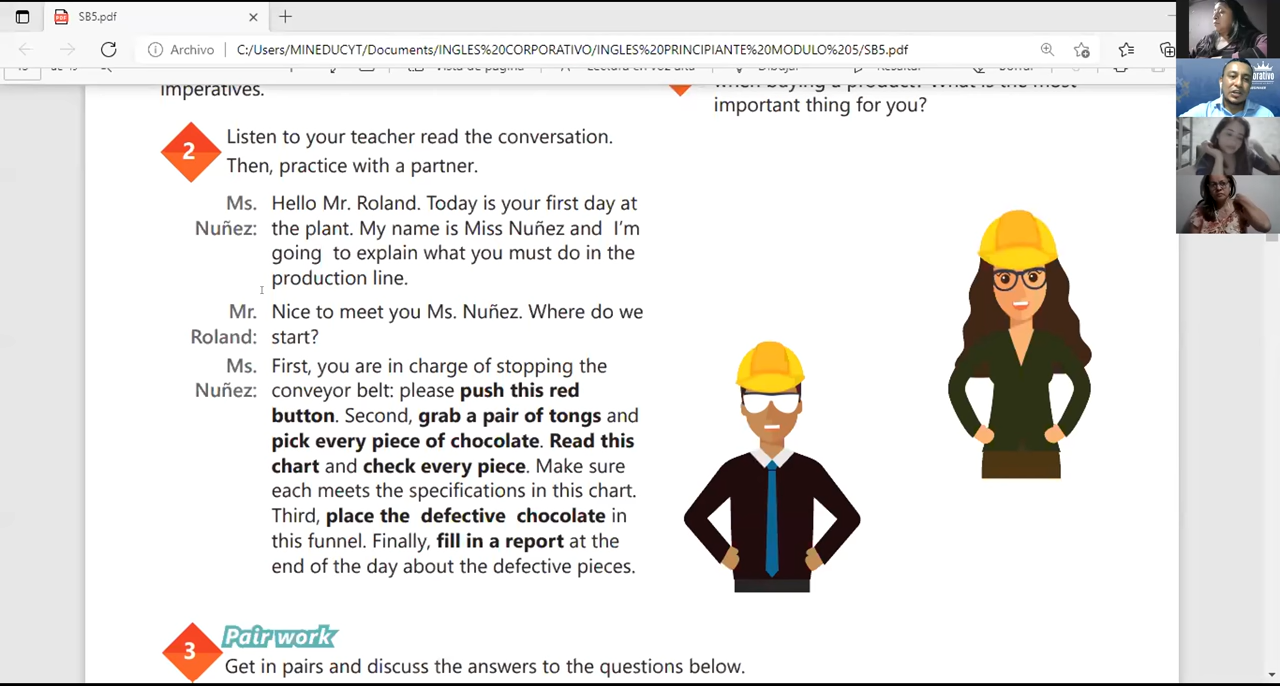 SB5.pdf
Archivo
C:/Users/MINEDUCYT/Documents/INGLES%20CORPORATIVO/INGLES%20PRINCIPIANTE%20MODULO%205/SB5.pdf
imperatives.
when buying a product? What is the most
important thing for you?
2
Listen to your teacher read the conversation.
Then, practice with a partner.
Ms. Hello Mr. Roland. Today is your first day at
Nuñez: the plant. My name is Miss Nuñez and I'm
going to explain what you must do in the
production line.
Mr. Nice to meet you Ms. Nuñez. Where do we
Roland: start?
Ms. First, you are in charge of stopping the
Nuñez: conveyor belt: please push this red
button. Second, grab a pair of tongs and
pick every piece of chocolate. Read this
chart and check every piece. Make sure
each meets the specifications in this chart.
Third, place the defective chocolate in
this funnel. Finally, fill in a report at the
end of the day about the defective pieces.
3
Pair work
Get in pairs and discuss the answers to the questions below.